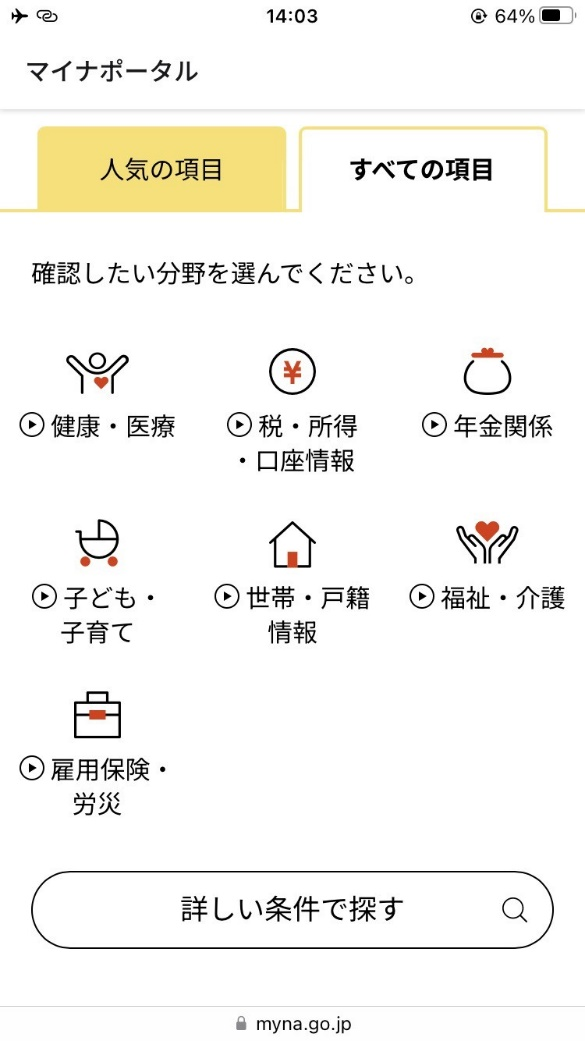 14:03
64%
マイナポータル
人気の項目
すべての項目
確認したい分野を選んでください。
健康・医療
税・所得
・口座情報
年金関係
子ども・
子育て
世帯・戸籍
情報
福祉・介護
雇用保険・
労災
詳しい条件で探す
myna.go.jp